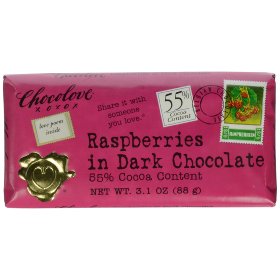 Chocolove
XOXOX
love poem
inside
Share it with
someone
you love.
55%
Cocoa
Content
RASPBERRIES
Raspberries
in Dark Chocolate
55% Cocoa Content
NET WT. 3.1 OZ (88 g)